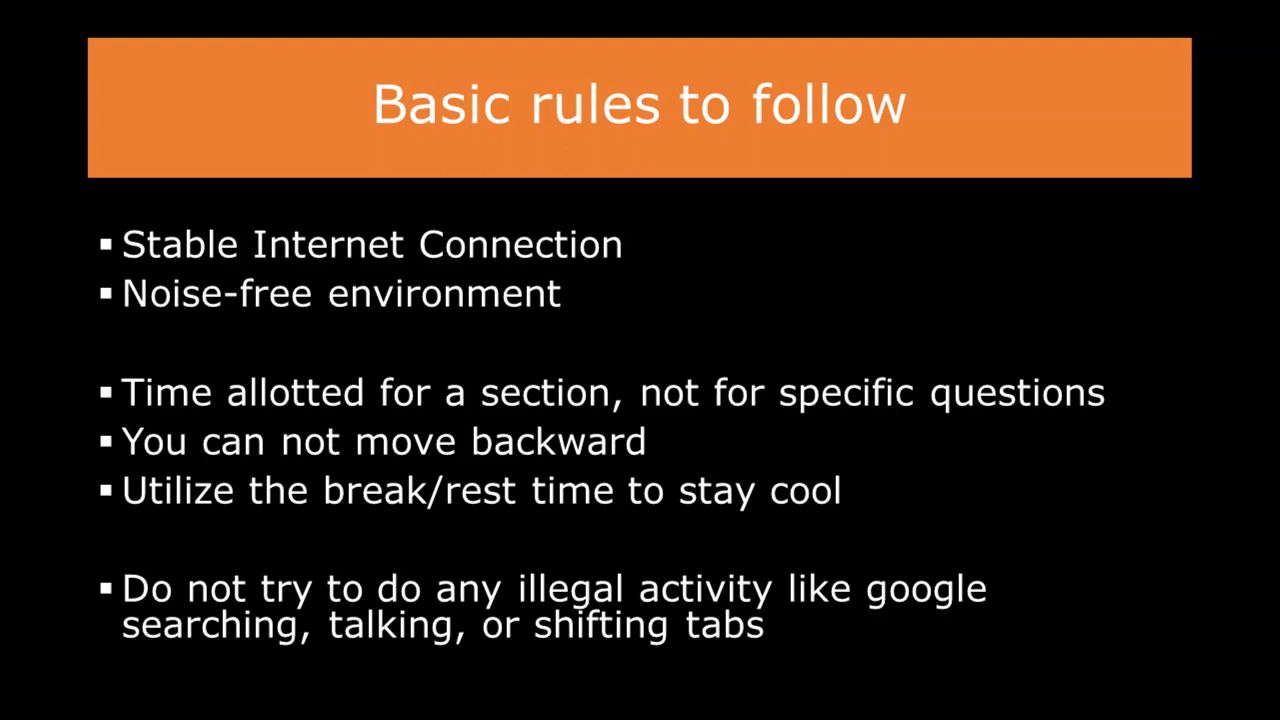 Basic rules to follow
▪ Stable Internet Connection
▪ Noise-free environment
▪ Time allotted for a section, not for specific questions
▪ You can not move backward
▪ Utilize the break/rest time to stay cool
▪ Do not try to do any illegal activity like google
searching, talking, or shifting tabs